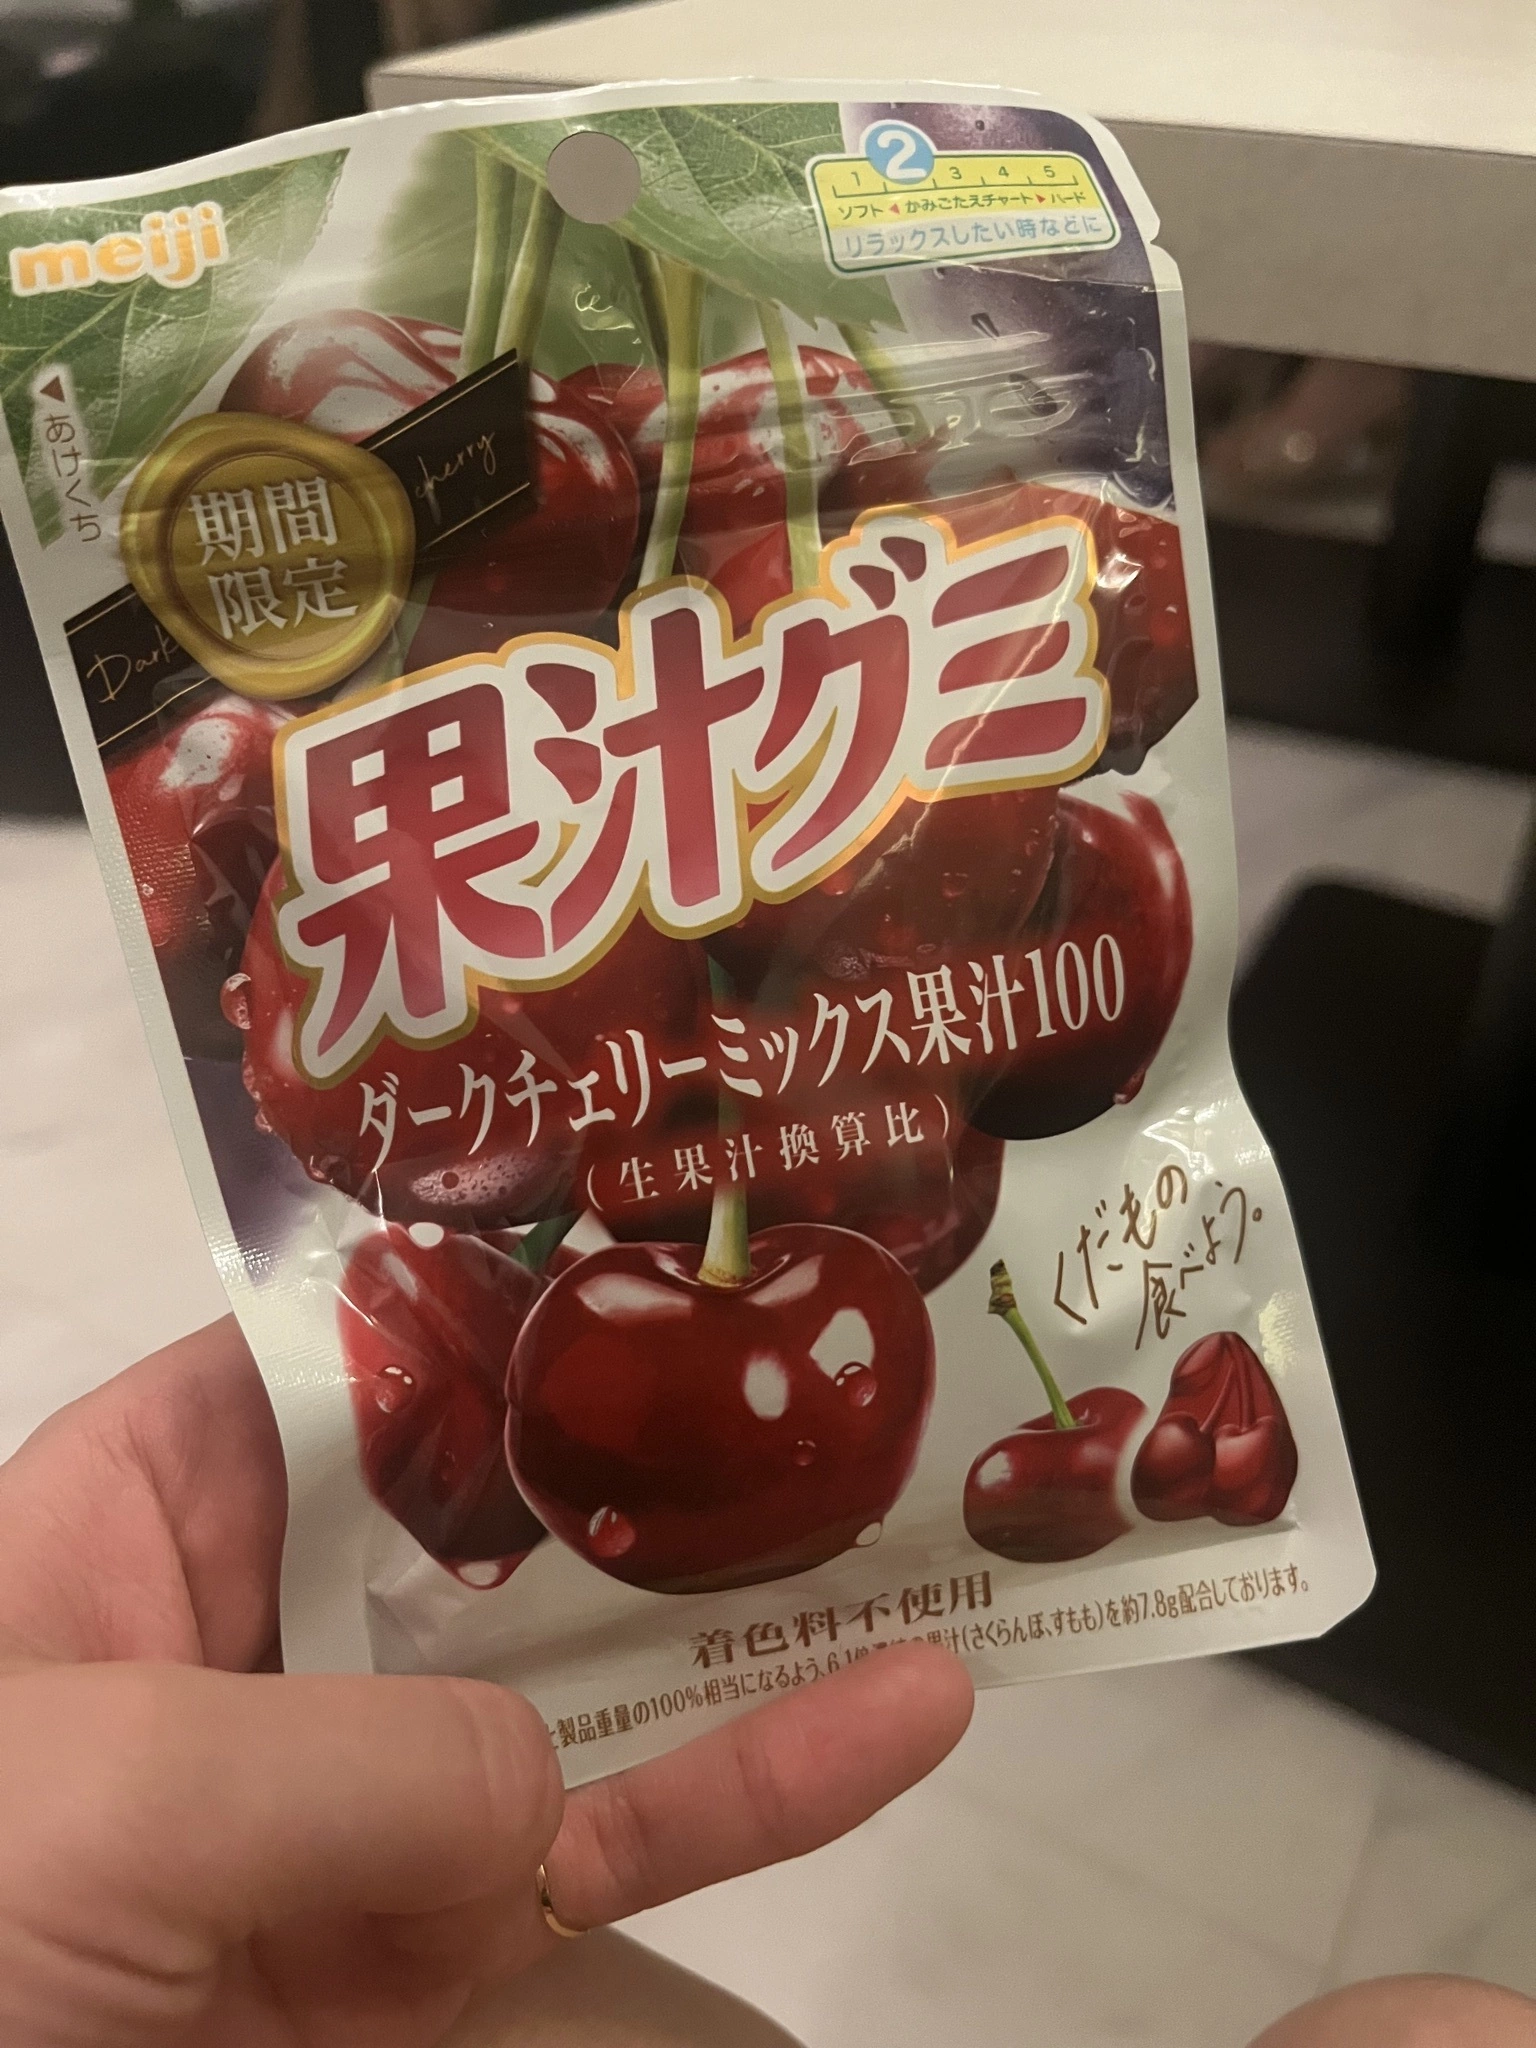 meiji
2
1 3 4 5
ソフト ◀ かみごたえチャート ▶ ハード
リラックスしたい時などに
▲あけくち
期間
限定
Dark cherry
果汁グミ
ダークチェリーミックス果汁100
(生果汁換算比)
くだもの
食べよう。
着色料不使用
製品重量の100%相当になるよう、6.1倍濃縮の果汁(さくらんぼ、すもも)を約7.8g配合しております。